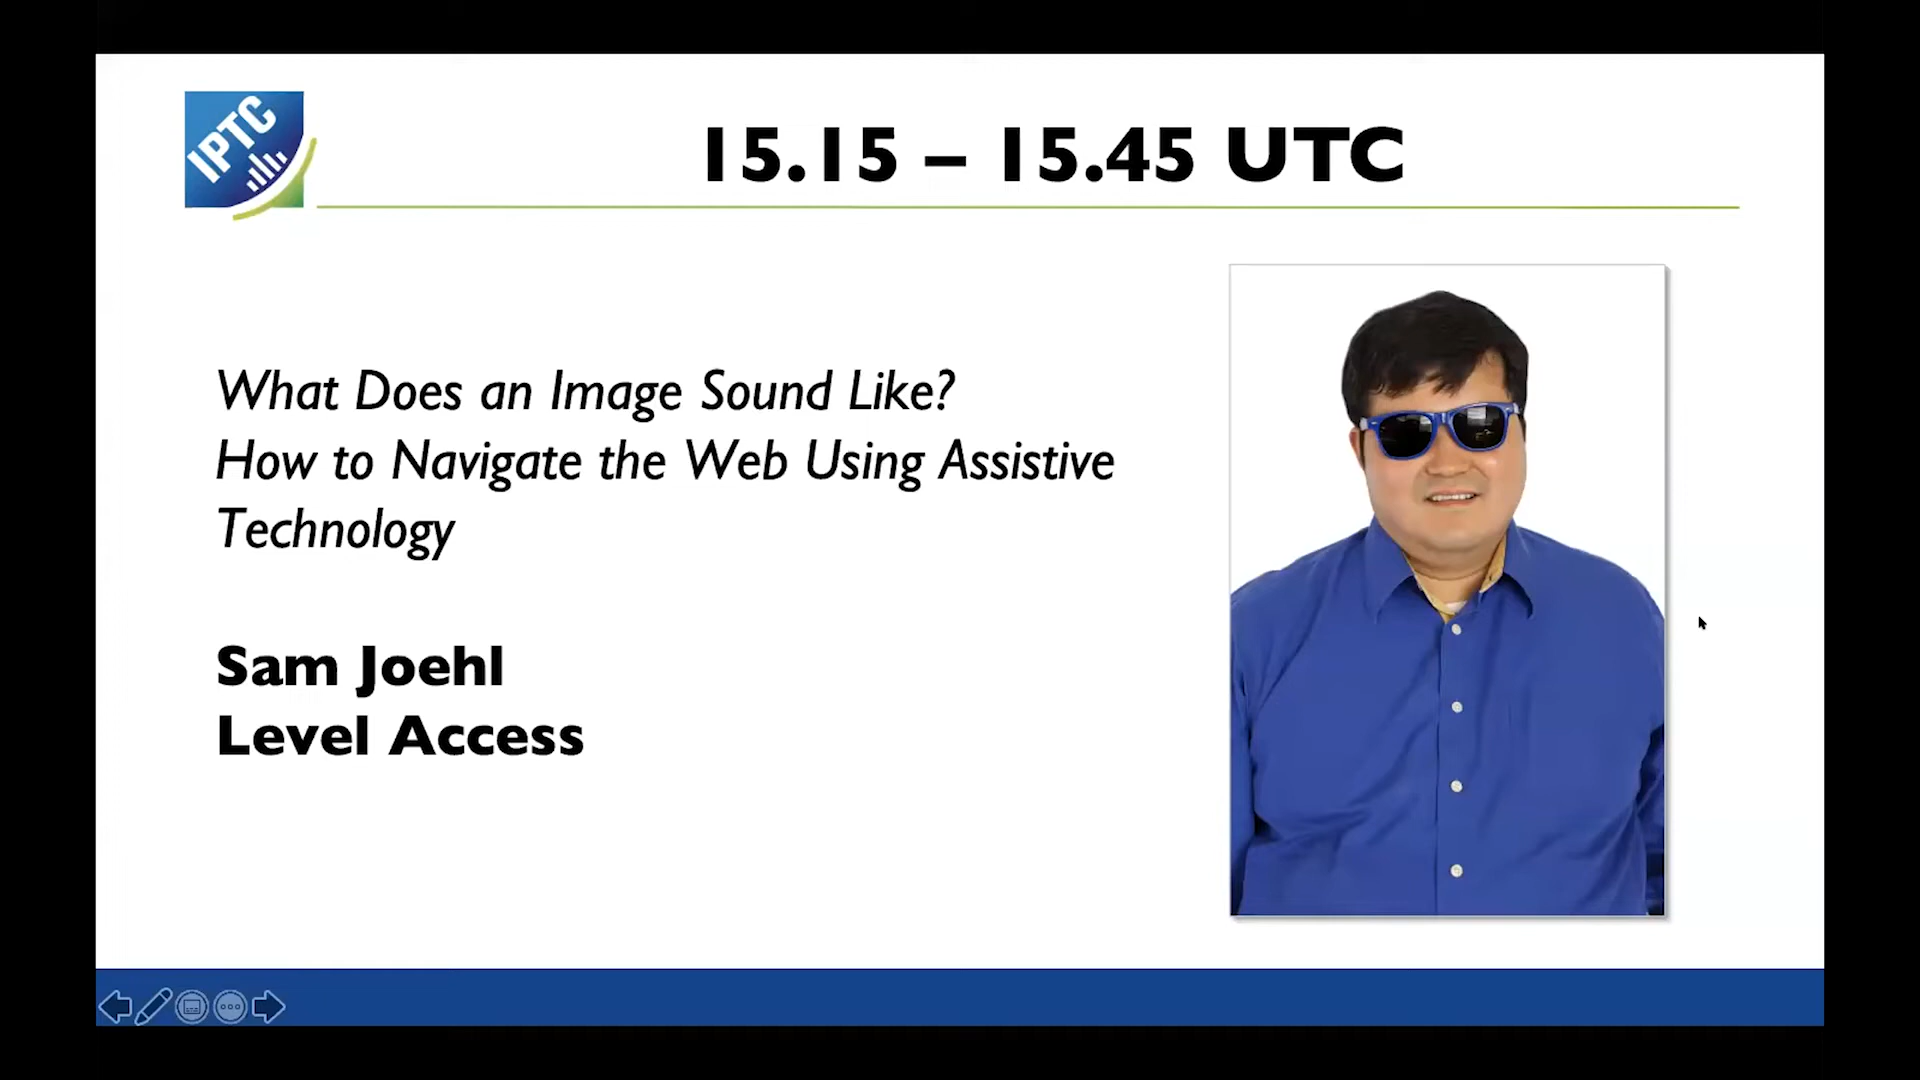 IPTC
15.15 – 15.45 UTC
What Does an Image Sound Like?
How to Navigate the Web Using Assistive
Technology
Sam Joehl
Level Access